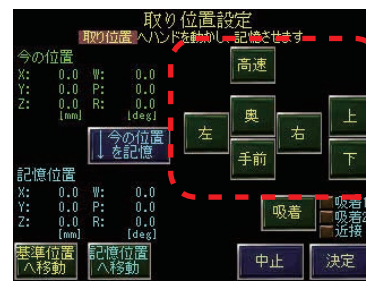 取り位置設定
取り位置 へハンドを動かし、記憶させます
今の位置
高速
X: 0.0 W: 0.0
Y: 0.0 P: 0.0
Z: 0.0 R: 0.0
[mm] [deg]
奥
左 右
手前
上
下
↓ 今の位置
を記憶
記憶位置
X: 0.0 W: 0.0
Y: 0.0 P: 0.0
Z: 0.0 R: 0.0
[mm] [deg]
吸着
吸着1
吸着2
近接
基準位置
へ移動
記憶位置
へ移動
中止
決定